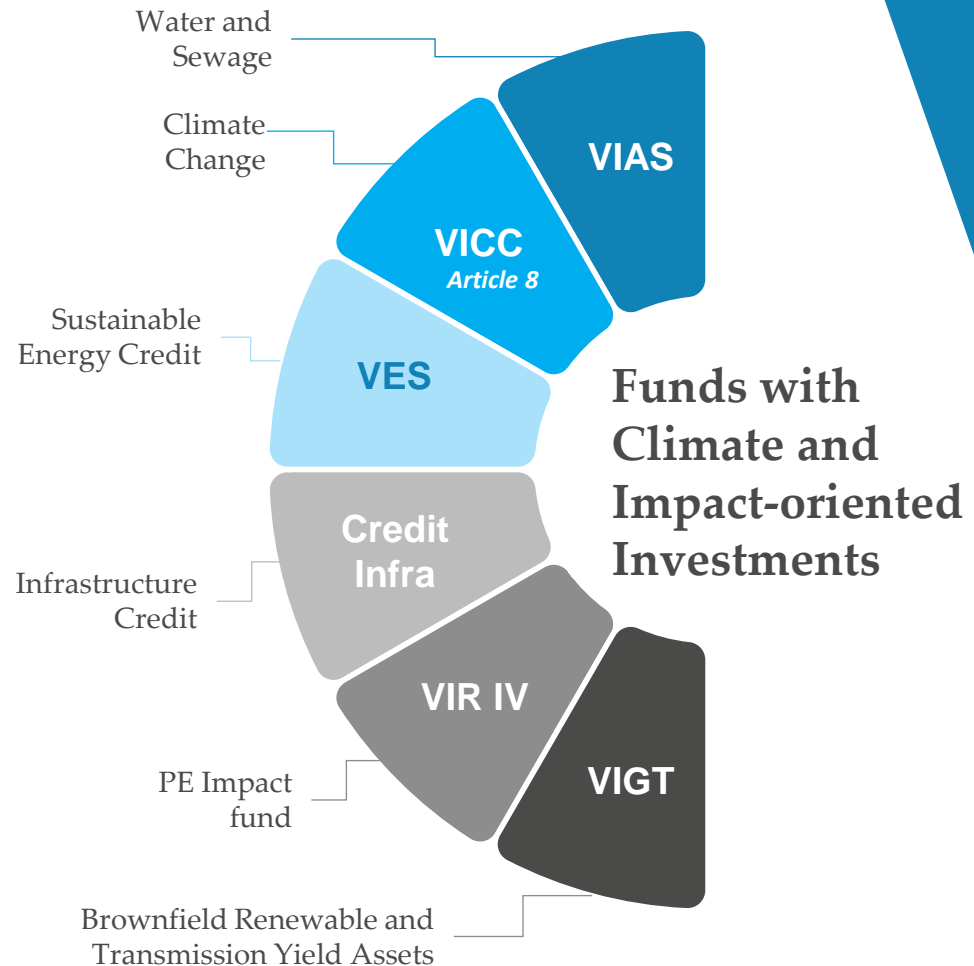 Water and
Sewage
VIAS
Climate
Change
VICC
Article 8
Sustainable
Energy Credit
VES
Funds with
Climate and
Impact-oriented
Investments
Credit
Infra
Infrastructure
Credit
VIR IV
PE Impact
fund
VIGT
Brownfield Renewable and
Transmission Yield Assets